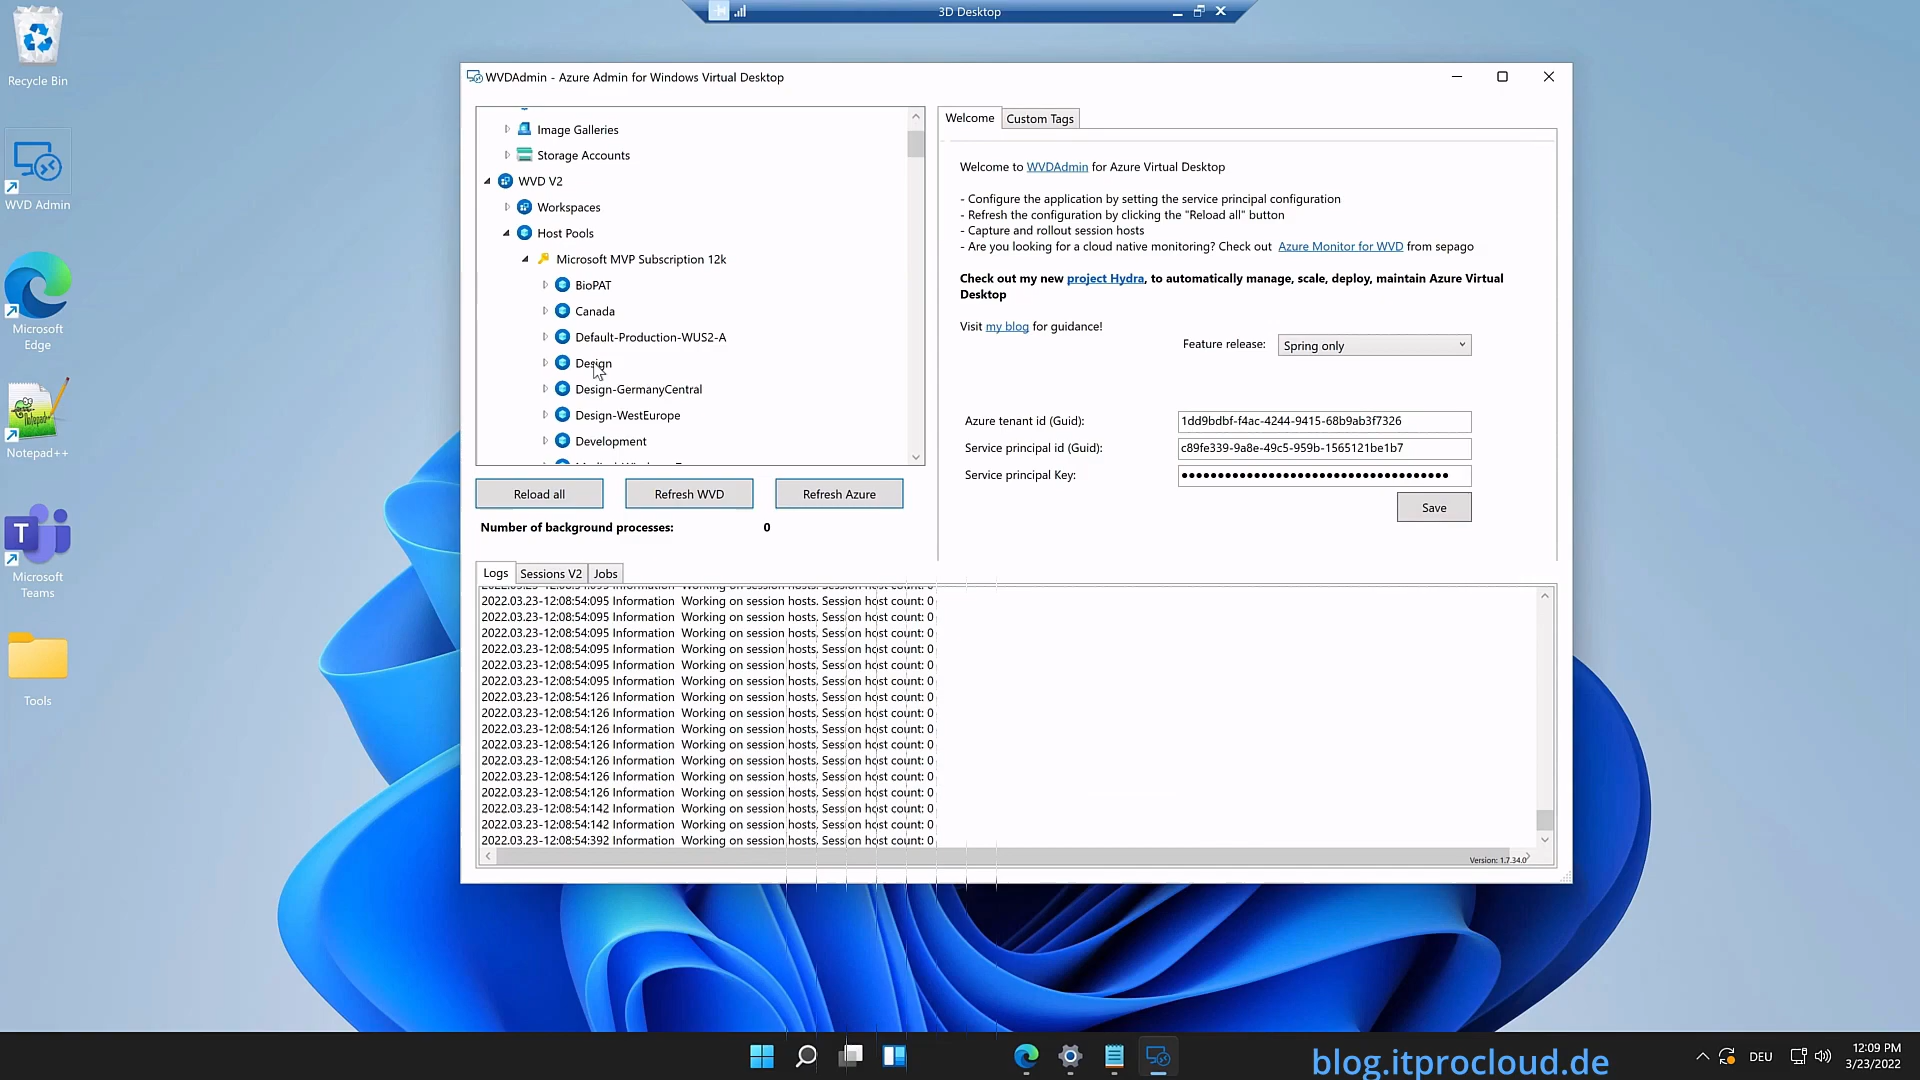 3D Desktop
Recycle Bin
WVD Admin
Microsoft
Edge
Notepad++
Microsoft
Teams
Tools
WVDAdmin - Azure Admin for Windows Virtual Desktop
Image Galleries
Storage Accounts
WVD V2
Workspaces
Host Pools
Microsoft MVP Subscription 12k
BioPAT
Canada
Default-Production-WUS2-A
Design
Design-GermanyCentral
Design-WestEurope
Development
Reload all
Refresh WVD
Refresh Azure
Number of background processes: 0
Welcome
Custom Tags
Welcome to WVDAdmin for Azure Virtual Desktop
- Configure the application by setting the service principal configuration
- Refresh the configuration by clicking the "Reload all" button
- Capture and rollout session hosts
- Are you looking for a cloud native monitoring? Check out Azure Monitor for WVD from sepago
Check out my new project Hydra, to automatically manage, scale, deploy, maintain Azure Virtual
Desktop
Visit my blog for guidance!
Feature release: Spring only
Azure tenant id (Guid): 1dd9bdbf-f4ac-4244-9415-68b9ab3f7326
Service principal id (Guid): c89fe339-9a8e-49c5-959b-1565121be1b7
Service principal Key:
Save
Logs
Sessions V2
Jobs
2022.03.23-12:08:54:095 Information Working on session hosts. Session host count: 0
2022.03.23-12:08:54:095 Information Working on session hosts. Session host count: 0
2022.03.23-12:08:54:095 Information Working on session hosts. Session host count: 0
2022.03.23-12:08:54:095 Information Working on session hosts. Session host count: 0
2022.03.23-12:08:54:095 Information Working on session hosts. Session host count: 0
2022.03.23-12:08:54:095 Information Working on session hosts. Session host count: 0
2022.03.23-12:08:54:126 Information Working on session hosts. Session host count: 0
2022.03.23-12:08:54:126 Information Working on session hosts. Session host count: 0
2022.03.23-12:08:54:126 Information Working on session hosts. Session host count: 0
2022.03.23-12:08:54:126 Information Working on session hosts. Session host count: 0
2022.03.23-12:08:54:126 Information Working on session hosts. Session host count: 0
2022.03.23-12:08:54:126 Information Working on session hosts. Session host count: 0
2022.03.23-12:08:54:126 Information Working on session hosts. Session host count: 0
2022.03.23-12:08:54:142 Information Working on session hosts. Session host count: 0
2022.03.23-12:08:54:142 Information Working on session hosts. Session host count: 0
2022.03.23-12:08:54:392 Information Working on session hosts. Session host count: 0
Version: 1.7.34.0
blog.itprocloud.de
DEU
12:09 PM
3/23/2022